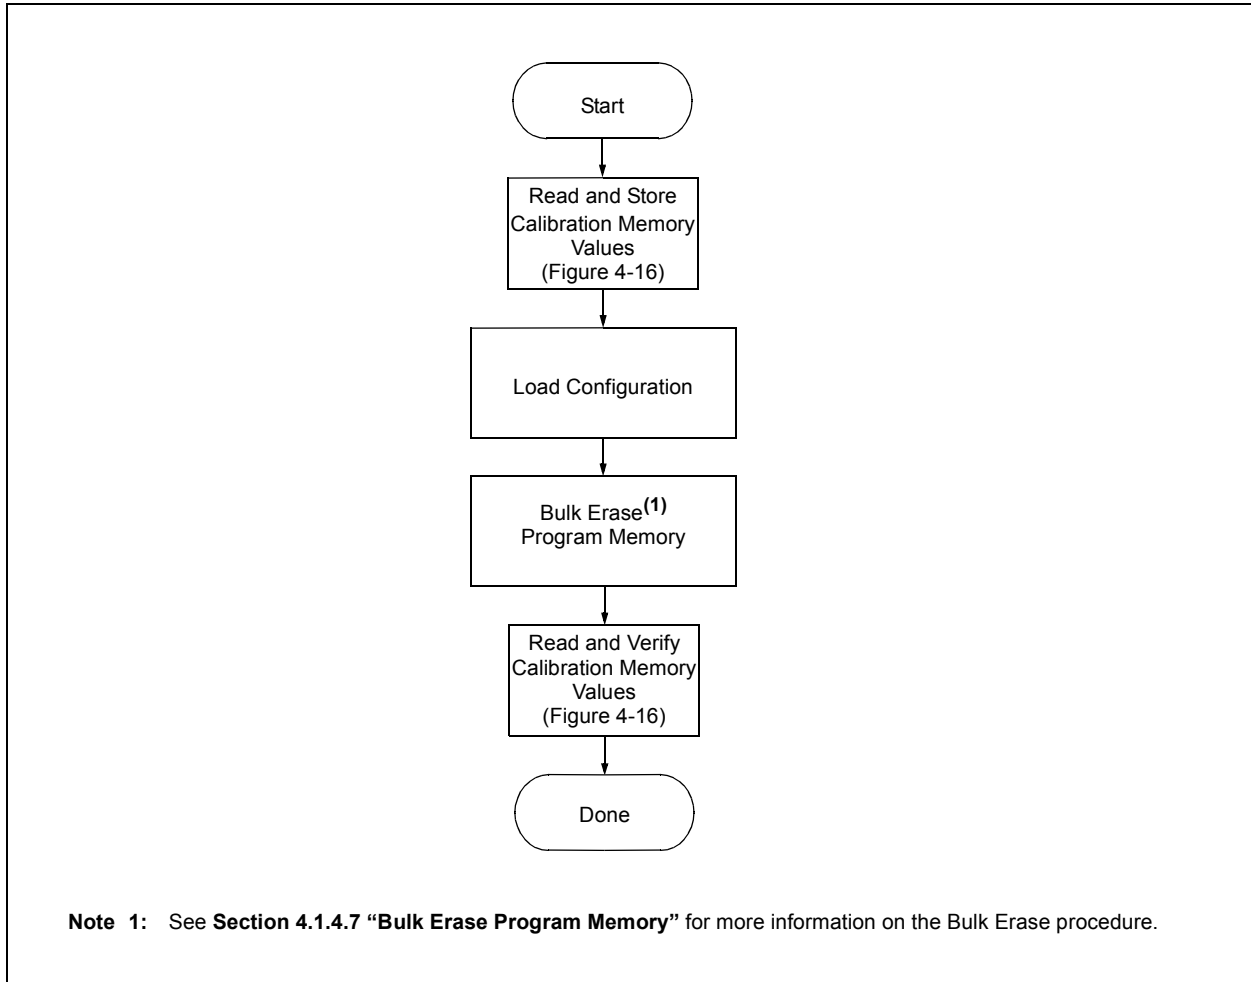 Start
Read and Store
Calibration Memory
Values
(Figure 4-16)
Load Configuration
Bulk Erase(1)
Program Memory
Read and Verify
Calibration Memory
Values
(Figure 4-16)
Done
Note 1: See Section 4.1.4.7 “Bulk Erase Program Memory” for more information on the Bulk Erase procedure.